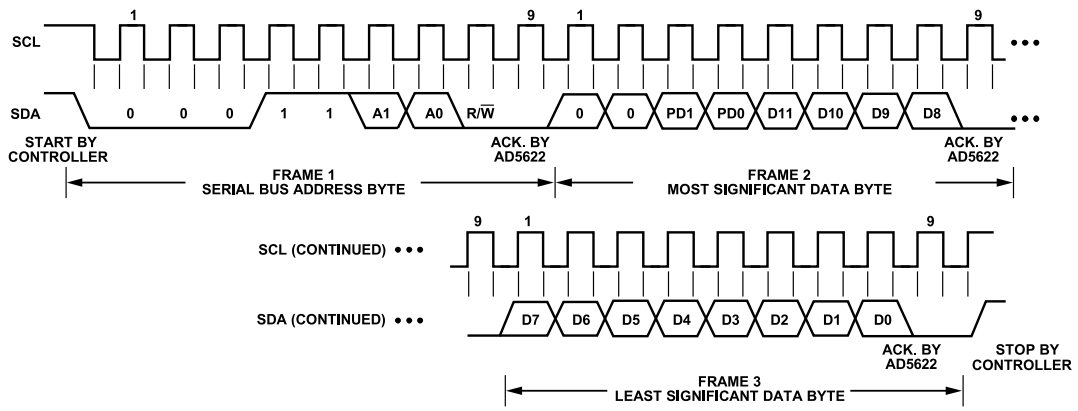 1 9 1 9
SCL •••
SDA 0 0 0 1 1 A1 A0 R/W̅ 0 0 PD1 PD0 D11 D10 D9 D8 •••
START BY
CONTROLLER
ACK. BY
AD5622
ACK. BY
AD5622
FRAME 1
SERIAL BUS ADDRESS BYTE
FRAME 2
MOST SIGNIFICANT DATA BYTE
9 1 9
SCL (CONTINUED) •••
SDA (CONTINUED) ••• D7 D6 D5 D4 D3 D2 D1 D0
ACK. BY
AD5622
STOP BY
CONTROLLER
FRAME 3
LEAST SIGNIFICANT DATA BYTE